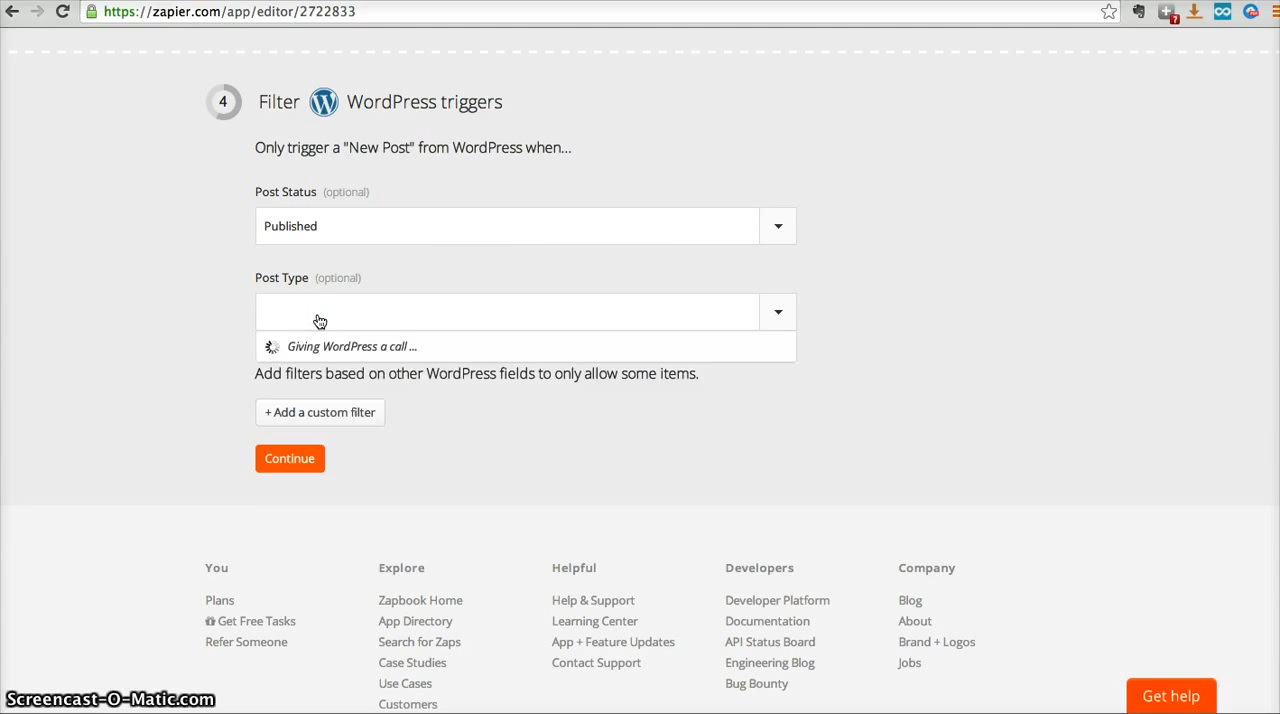 https://zapier.com/app/editor/2722833
?
4 Filter WordPress triggers
Only trigger a "New Post" from WordPress when...
Post Status (optional)
Published
Post Type (optional)
Giving WordPress a call ...
Add filters based on other WordPress fields to only allow some items.
+ Add a custom filter
Continue
You Explore Helpful Developers Company
Plans Zapbook Home Help & Support Developer Platform Blog
Get Free Tasks App Directory Learning Center Documentation About
Refer Someone Search for Zaps App + Feature Updates API Status Board Brand + Logos
Case Studies Contact Support Engineering Blog Jobs
Use Cases Bug Bounty
Customers
Get help
Screencast-O-Matic.com